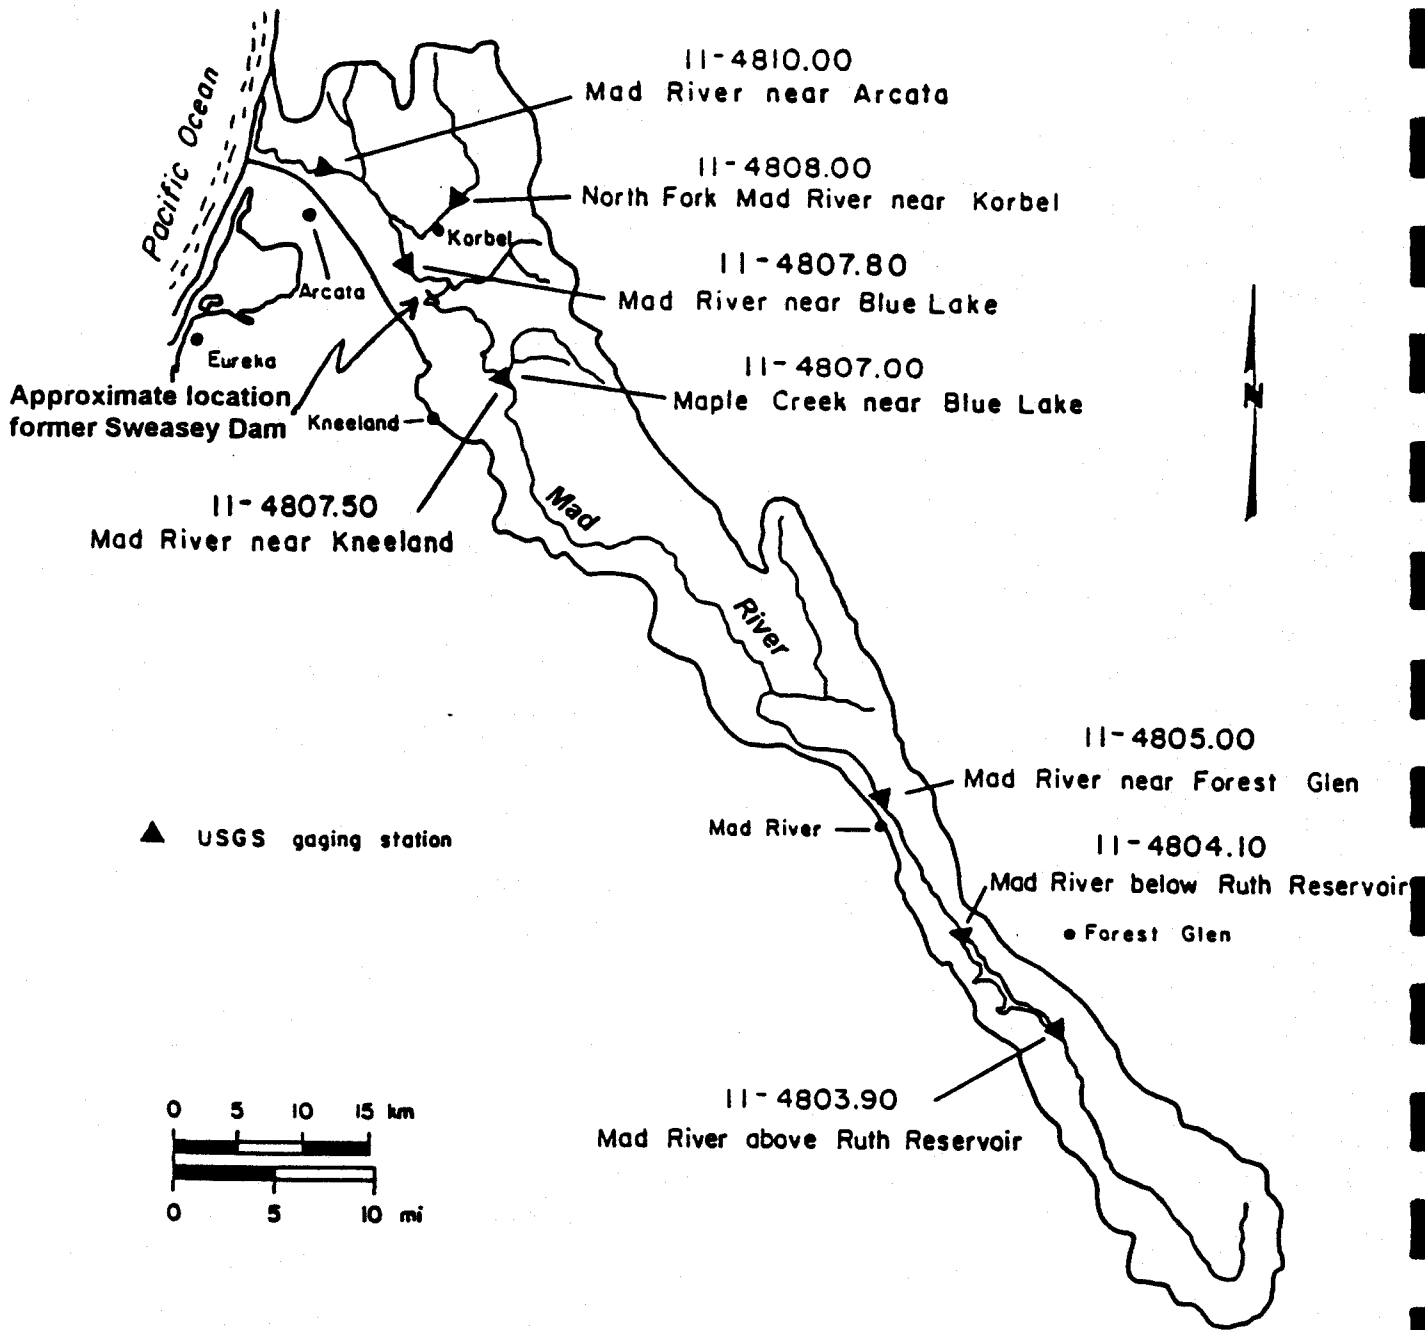 11-4810.00
Mad River near Arcata
Pacific Ocean
11-4808.00
North Fork Mad River near Korbel
Korbel
11-4807.80
Mad River near Blue Lake
Arcata
Eureka
11-4807.00
Maple Creek near Blue Lake
Approximate location
former Sweasey Dam
Kneeland
N
11-4807.50
Mad River near Kneeland
Mad
River
11-4805.00
Mad River near Forest Glen
Mad River
USGS gaging station
11-4804.10
Mad River below Ruth Reservoir
Forest Glen
11-4803.90
Mad River above Ruth Reservoir
0 5 10 15 km
0 5 10 mi